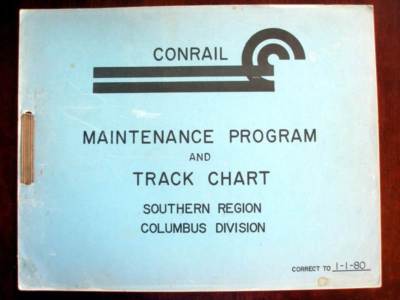 CONRAIL
MAINTENANCE PROGRAM
AND
TRACK CHART
SOUTHERN REGION
COLUMBUS DIVISION
CORRECT TO 1-1-80